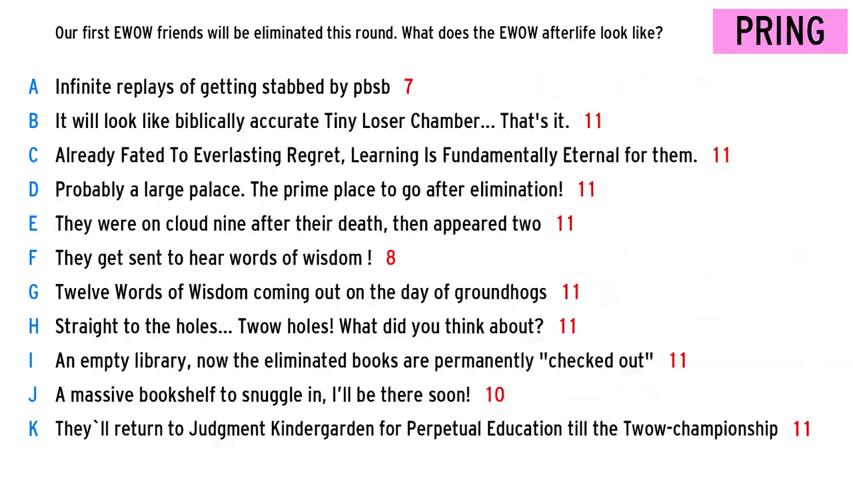 Our first EWOW friends will be eliminated this round. What does the EWOW afterlife look like?
PRING
A Infinite replays of getting stabbed by pbsb 7
B It will look like biblically accurate Tiny Loser Chamber... That's it. 11
C Already Fated To Everlasting Regret, Learning Is Fundamentally Eternal for them. 11
D Probably a large palace. The prime place to go after elimination! 11
E They were on cloud nine after their death, then appeared two 11
F They get sent to hear words of wisdom ! 8
G Twelve Words of Wisdom coming out on the day of groundhogs 11
H Straight to the holes... Twow holes! What did you think about? 11
I An empty library, now the eliminated books are permanently "checked out" 11
J A massive bookshelf to snuggle in, I'll be there soon! 10
K They`ll return to Judgment Kindergarden for Perpetual Education till the Twow-championship 11